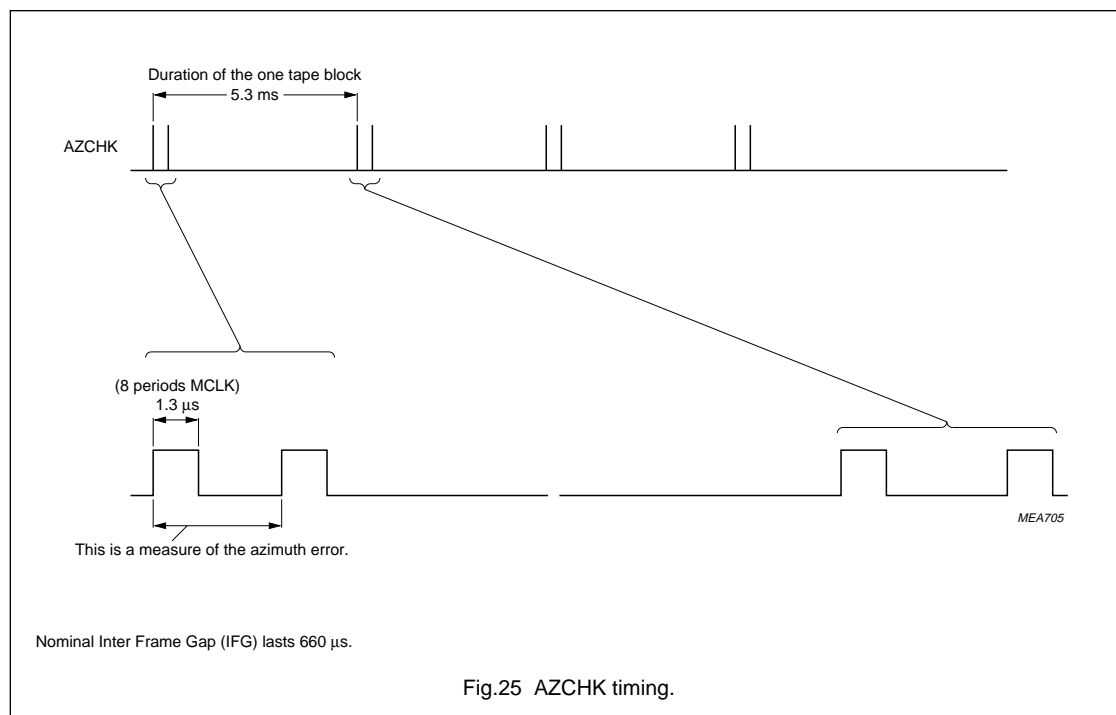 Duration of the one tape block
5.3 ms
AZCHK
(8 periods MCLK)
1.3 µs
MEA705
This is a measure of the azimuth error.
Nominal Inter Frame Gap (IFG) lasts 660 µs.
Fig.25 AZCHK timing.